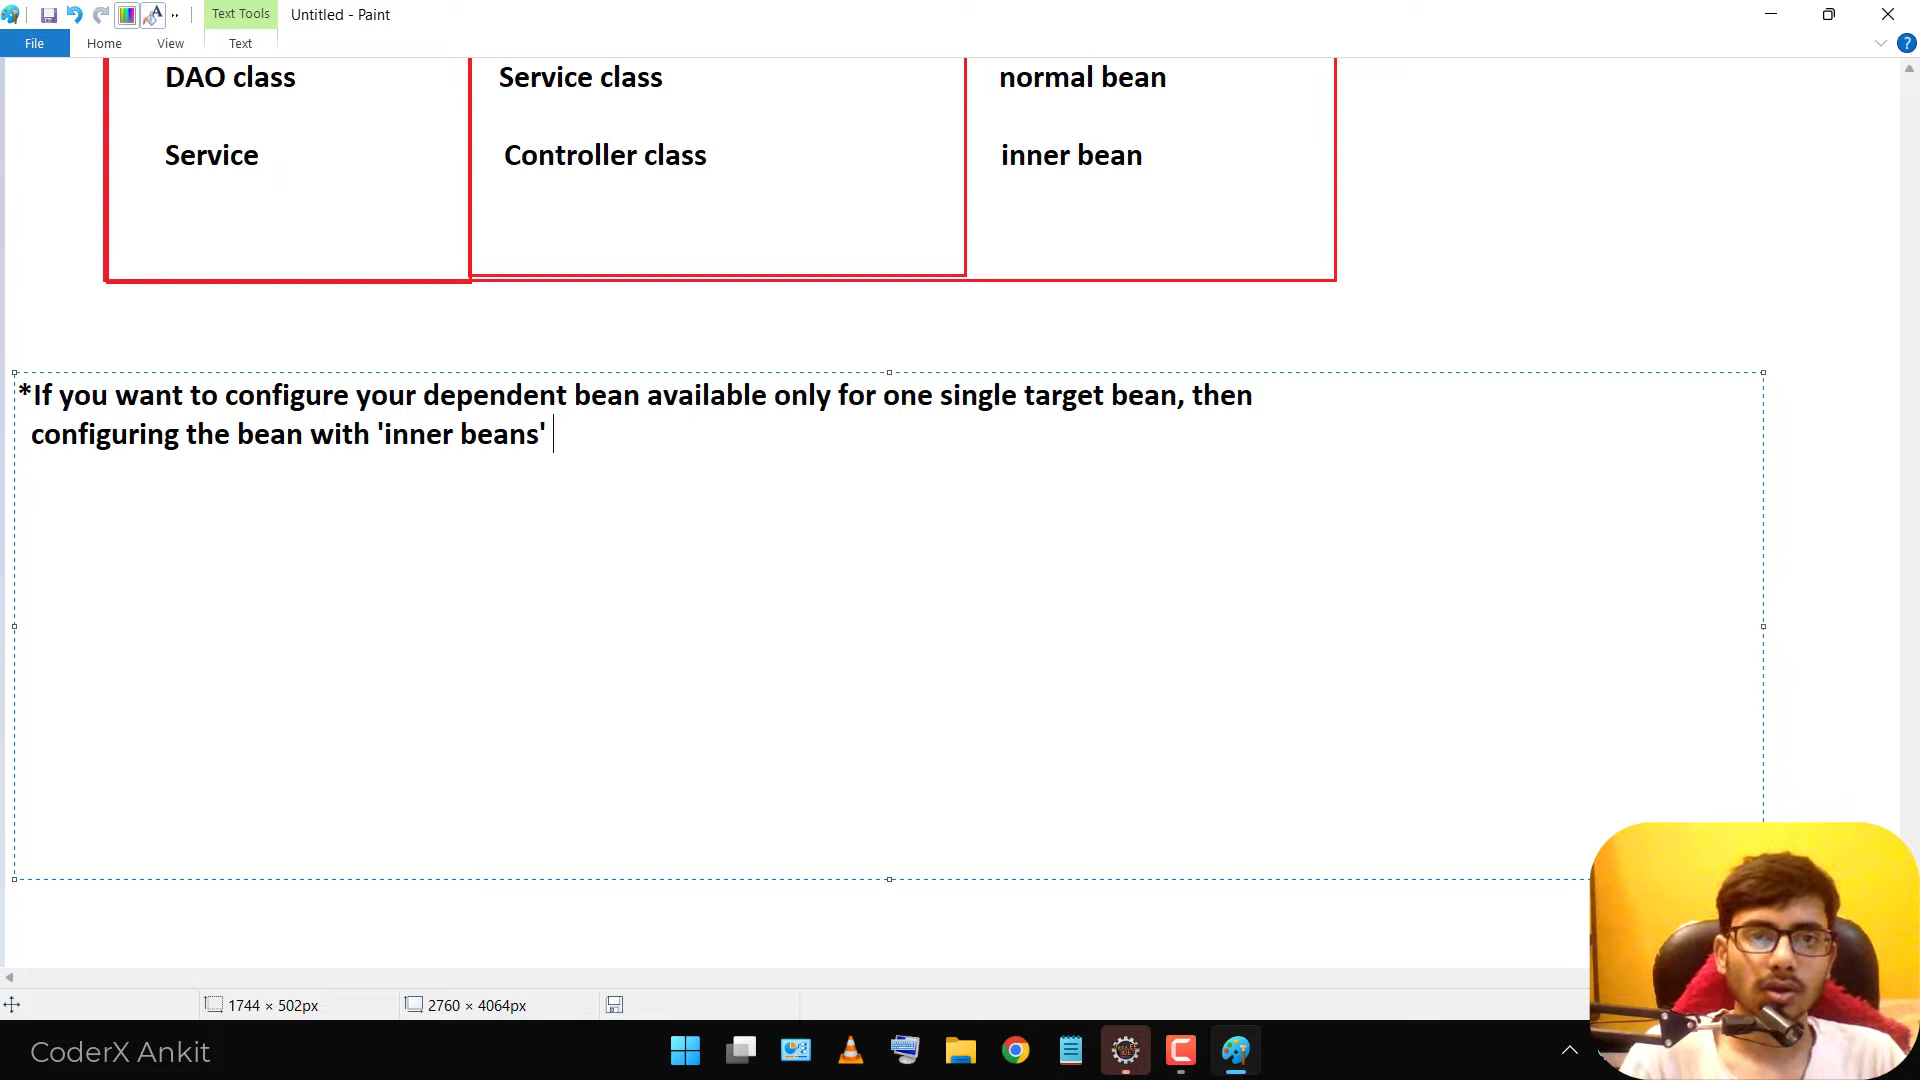 Text Tools
Untitled - Paint
File
Home
View
Text
DAO class
Service class
normal bean
Service
Controller class
inner bean
*If you want to configure your dependent bean available only for one single target bean, then
configuring the bean with 'inner beans'
1744 × 502px
2760 × 4064px
CoderX Ankit